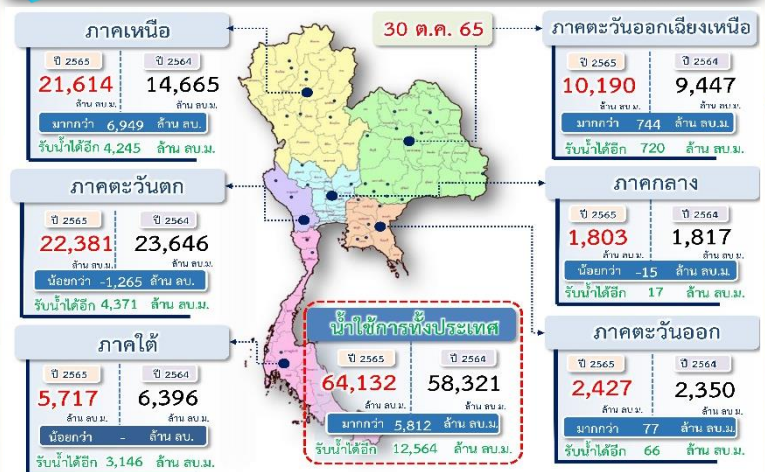 ภาคเหนือ
ปี 2565 ปี 2564
21,614 14,665
ล้าน ลบ.ม. ล้าน ลบ.ม.
มากกว่า 6,949 ล้าน ลบ.
รับน้ำได้อีก 4,245 ล้าน ลบ.ม.
30 ต.ค. 65
ภาคตะวันออกเฉียงเหนือ
ปี 2565 ปี 2564
10,190 9,447
ล้าน ลบ.ม. ล้าน ลบ.ม.
มากกว่า 744 ล้าน ลบ.ม.
รับน้ำได้อีก 720 ล้าน ลบ.ม.
ภาคตะวันตก
ปี 2565 ปี 2564
22,381 23,646
ล้าน ลบ.ม. ล้าน ลบ.ม.
น้อยกว่า -1,265 ล้าน ลบ.
รับน้ำได้อีก 4,371 ล้าน ลบ.ม.
ภาคกลาง
ปี 2565 ปี 2564
1,803 1,817
ล้าน ลบ.ม. ล้าน ลบ.ม.
น้อยกว่า -15 ล้าน ลบ.ม.
รับน้ำได้อีก 17 ล้าน ลบ.ม.
ภาคใต้
ปี 2565 ปี 2564
5,717 6,396
ล้าน ลบ.ม. ล้าน ลบ.ม.
น้อยกว่า - ล้าน ลบ.
รับน้ำได้อีก 3,146 ล้าน ลบ.ม.
น้ำใช้การทั้งประเทศ
ปี 2565 ปี 2564
64,132 58,321
ล้าน ลบ.ม. ล้าน ลบ.ม.
มากกว่า 5,812 ล้าน ลบ.ม.
รับน้ำได้อีก 12,564 ล้าน ลบ.ม.
ภาคตะวันออก
ปี 2565 ปี 2564
2,427 2,350
ล้าน ลบ.ม. ล้าน ลบ.ม.
มากกว่า 77 ล้าน ลบ.ม.
รับน้ำได้อีก 66 ล้าน ลบ.ม.